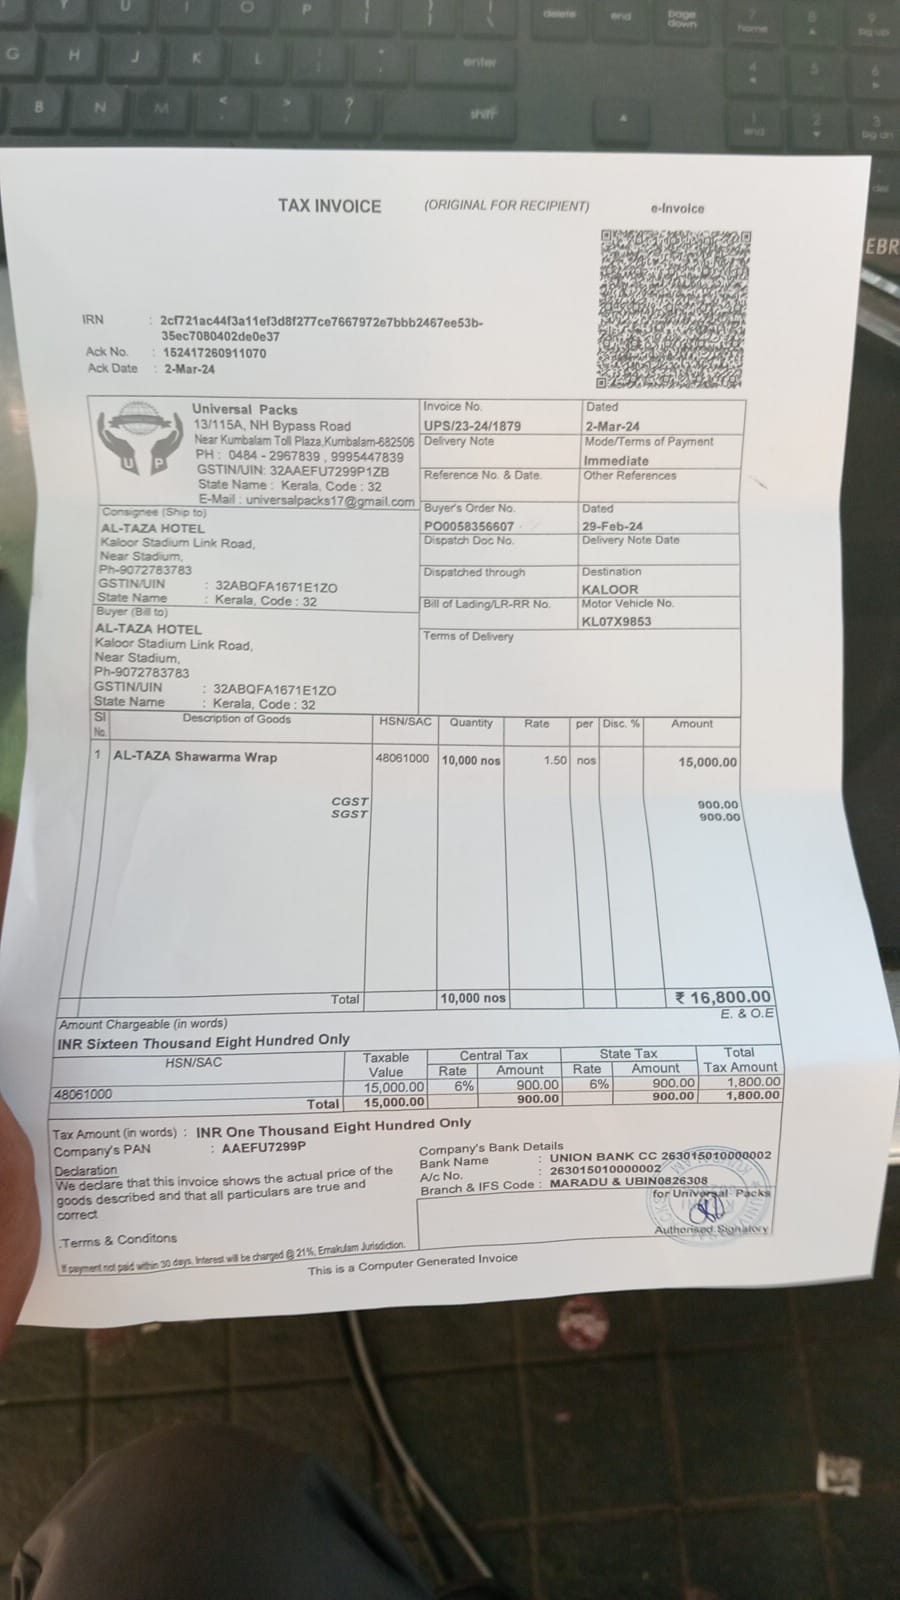 TAX INVOICE (ORIGINAL FOR RECIPIENT) e-Invoice
IRN : 2cf721ac44f3a11ef3d8f277ce7667972e7bbb2467ee53b-
35ec7080402de0e37
Ack No. : 152417260911070
Ack Date : 2-Mar-24
Universal Packs
13/115A, NH Bypass Road
Near Kumbalam Toll Plaza,Kumbalam-682506
PH : 0484 - 2967839 , 9995447839
GSTIN/UIN: 32AAEFU7299P1ZB
State Name : Kerala, Code : 32
E-Mail : universalpacks17@gmail.com
U P
Invoice No. Dated
UPS/23-24/1879 2-Mar-24
Delivery Note Mode/Terms of Payment
Immediate
Reference No. & Date. Other References
Buyer's Order No. Dated
PO0058356607 29-Feb-24
Dispatch Doc No. Delivery Note Date
Dispatched through Destination
KALOOR
Bill of Lading/LR-RR No. Motor Vehicle No.
KL07X9853
Terms of Delivery
Consignee (Ship to)
AL-TAZA HOTEL
Kaloor Stadium Link Road,
Near Stadium,
Ph-9072783783
GSTIN/UIN : 32ABQFA1671E1ZO
State Name : Kerala, Code : 32
Buyer (Bill to)
AL-TAZA HOTEL
Kaloor Stadium Link Road,
Near Stadium,
Ph-9072783783
GSTIN/UIN : 32ABQFA1671E1ZO
State Name : Kerala, Code : 32
Sl No. Description of Goods HSN/SAC Quantity Rate per Disc. % Amount
1 AL-TAZA Shawarma Wrap 48061000 10,000 nos 1.50 nos 15,000.00
CGST 900.00
SGST 900.00
Total 10,000 nos ₹ 16,800.00
Amount Chargeable (in words) E. & O.E
INR Sixteen Thousand Eight Hundred Only
HSN/SAC Taxable Value Central Tax State Tax Total Tax Amount
Rate Amount Rate Amount
48061000 15,000.00 6% 900.00 6% 900.00 1,800.00
Total 15,000.00 900.00 900.00 1,800.00
Tax Amount (in words) : INR One Thousand Eight Hundred Only
Company's PAN : AAEFU7299P
Declaration
We declare that this invoice shows the actual price of the
goods described and that all particulars are true and
correct
Company's Bank Details
Bank Name : UNION BANK CC 263015010000002
A/c No. : 263015010000002
Branch & IFS Code : MARADU & UBIN0826308
for Universal Packs
Authorised Signatory
.Terms & Conditons
If payment not paid within 30 days. Interest will be charged @ 21%, Ernakulam Jurisdiction.
This is a Computer Generated Invoice